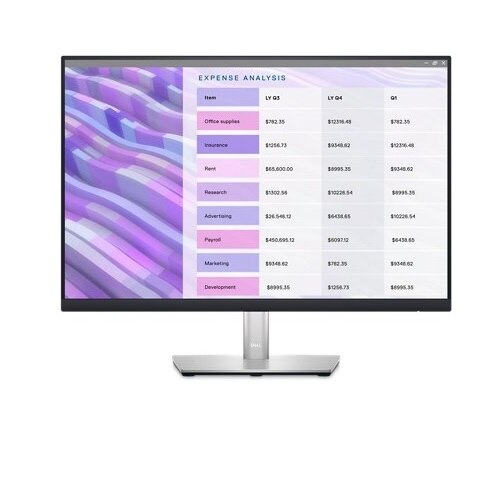 EXPENSE ANALYSIS
Item LY Q3 LY Q4 Q1
Office supplies $782.35 $12316.48 $782.35
Insurance $1256.73 $9348.62 $12316.48
Rent $65,600.00 $8995.35 $9348.62
Research $1302.56 $10226.54 $8995.35
Advertising $26,546.12 $6438.65 $10226.54
Payroll $450,695.12 $6097.12 $6438.65
Marketing $9348.62 $782.35 $9348.62
Development $8995.35 $1256.73 $8995.35
DELL